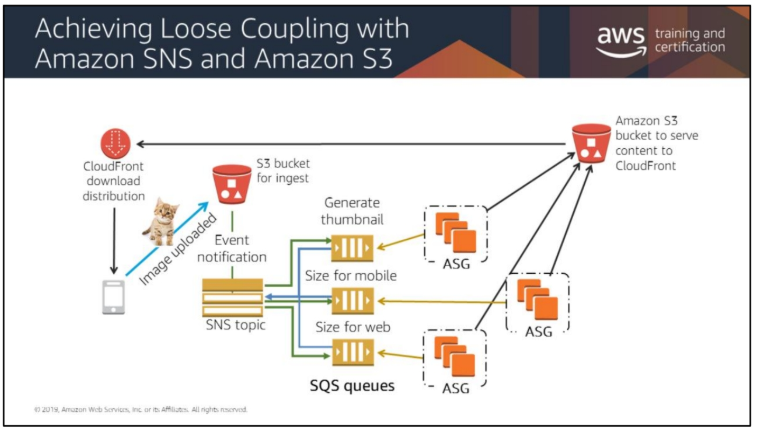 Achieving Loose Coupling with
Amazon SNS and Amazon S3
aws training and
certification
Amazon S3
bucket to serve
content to
CloudFront
CloudFront
download
distribution
S3 bucket
for ingest
Image uploaded
Event
notification
SNS topic
Generate
thumbnail
Size for mobile
Size for web
SQS queues
ASG
ASG
ASG
© 2019, Amazon Web Services, Inc. or its Affiliates. All rights reserved.